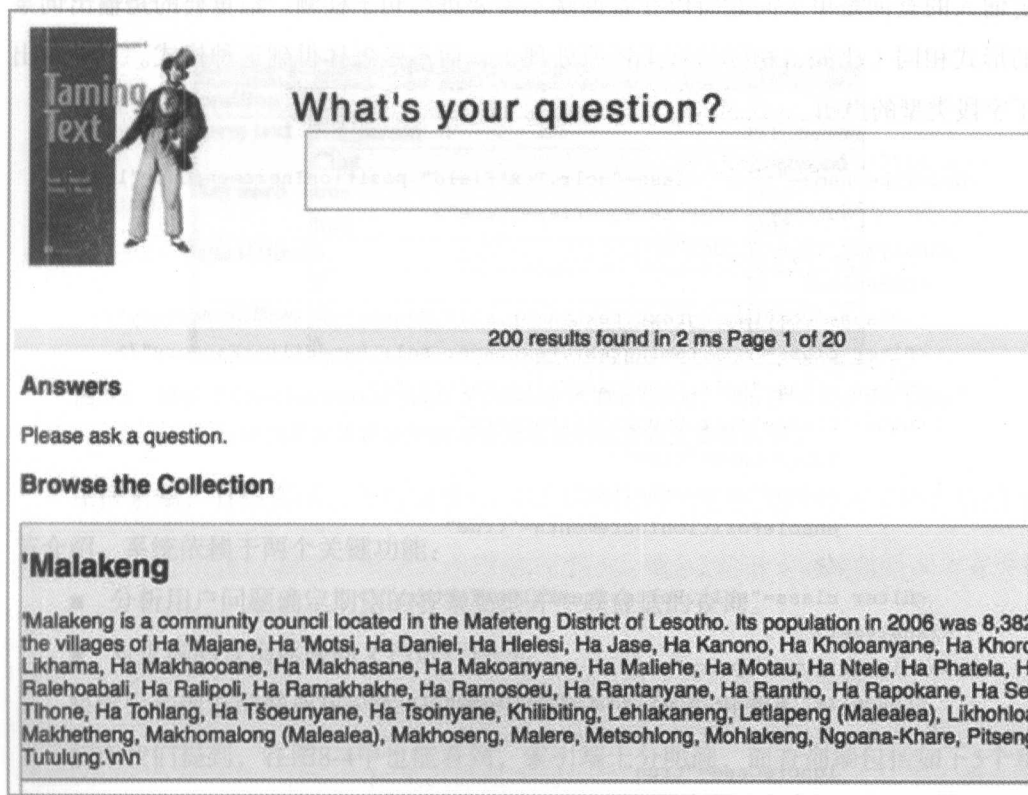 Taming
Text
What's your question?
200 results found in 2 ms Page 1 of 20
Answers
Please ask a question.
Browse the Collection
'Malakeng
'Malakeng is a community council located in the Mafeteng District of Lesotho. Its population in 2006 was 8,382
the villages of Ha 'Majane, Ha 'Motsi, Ha Daniel, Ha Hlelesi, Ha Jase, Ha Kanono, Ha Kholoanyane, Ha Khoro
Likhama, Ha Makhaooane, Ha Makhasane, Ha Makoanyane, Ha Maliehe, Ha Motau, Ha Ntele, Ha Phatela, H
Ralehoabali, Ha Ralipoli, Ha Ramakhakhe, Ha Ramosoeu, Ha Rantanyane, Ha Rantho, Ha Rapokane, Ha Se
Tlhone, Ha Tohlang, Ha Tšoeunyane, Ha Tsoinyane, Khilibiting, Lehlakaneng, Letlapeng (Malealea), Likhohloa
Makhetheng, Makhomalong (Malealea), Makhoseng, Malere, Metsohlong, Mohlakeng, Ngoana-Khare, Pitseng
Tutulung.\n\n